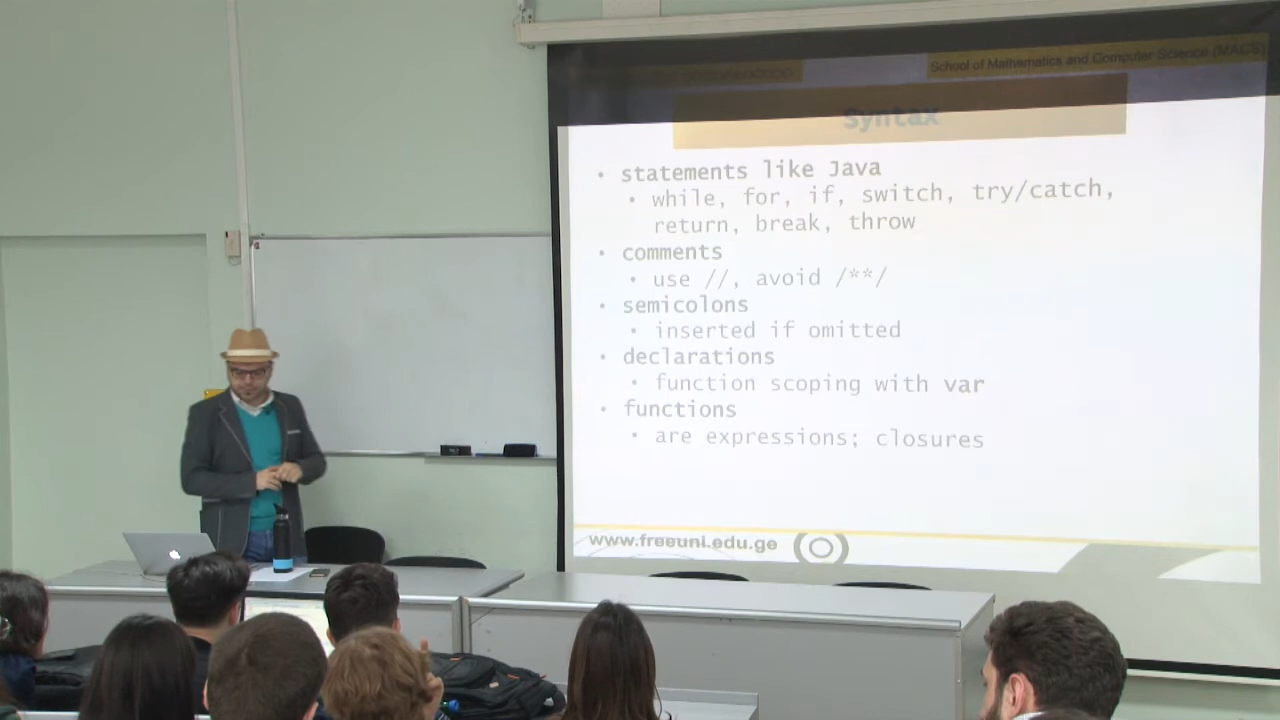 School of Mathematics and Computer Science (MACS)
Syntax
• statements like Java
• while, for, if, switch, try/catch,
return, break, throw
• comments
• use //, avoid /**/
• semicolons
• inserted if omitted
• declarations
• function scoping with var
• functions
• are expressions; closures
www.freeuni.edu.ge